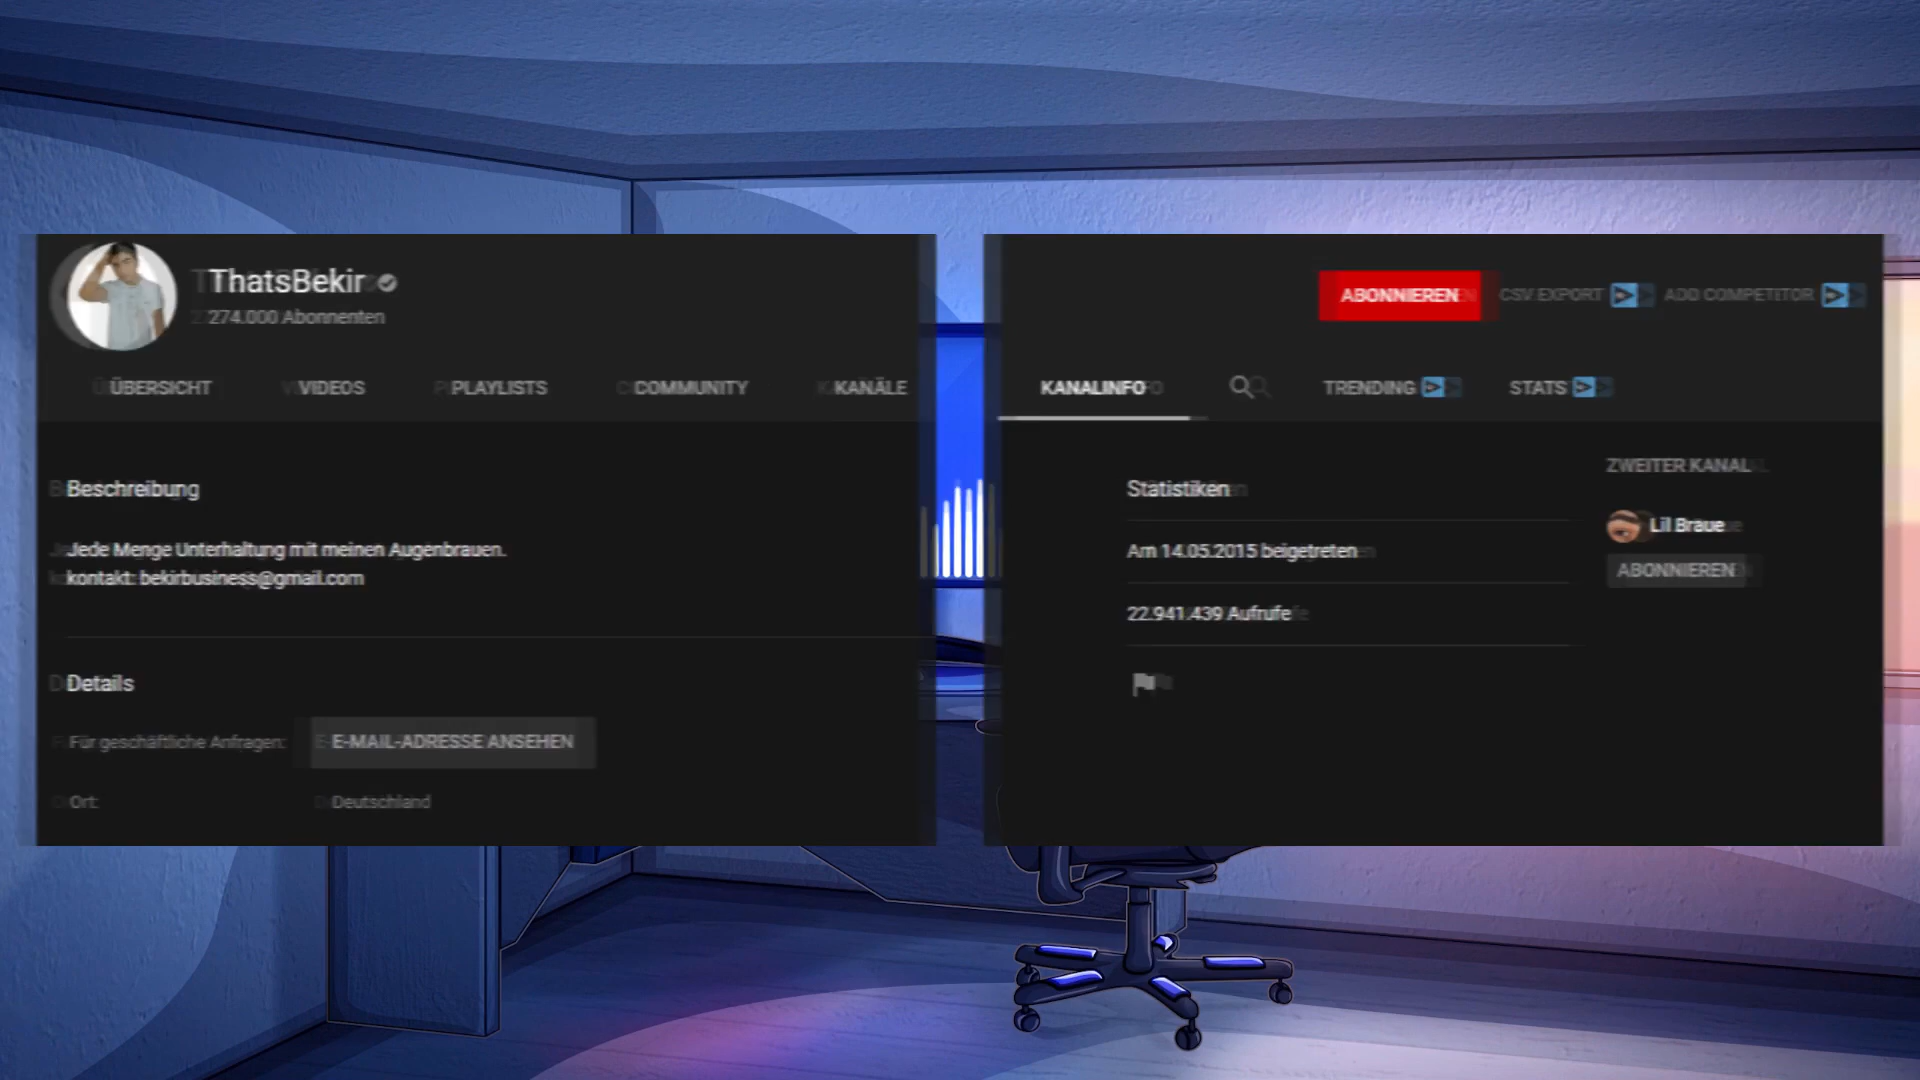 ThatsBekir
274.000 Abonnenten
ÜBERSICHT VIDEOS PLAYLISTS COMMUNITY KANÄLE
Beschreibung
Jede Menge Unterhaltung mit meinen Augenbrauen.
kontakt: bekirbusiness@gmail.com
Details
Für geschäftliche Anfragen: E-MAIL-ADRESSE ANSEHEN
Ort: Deutschland
ABONNIEREN CSV EXPORT ADD COMPETITOR
KANALINFO TRENDING STATS
Statistiken
Am 14.05.2015 beigetreten
22.941.439 Aufrufe
ZWEITER KANAL
Lil Braue
ABONNIEREN